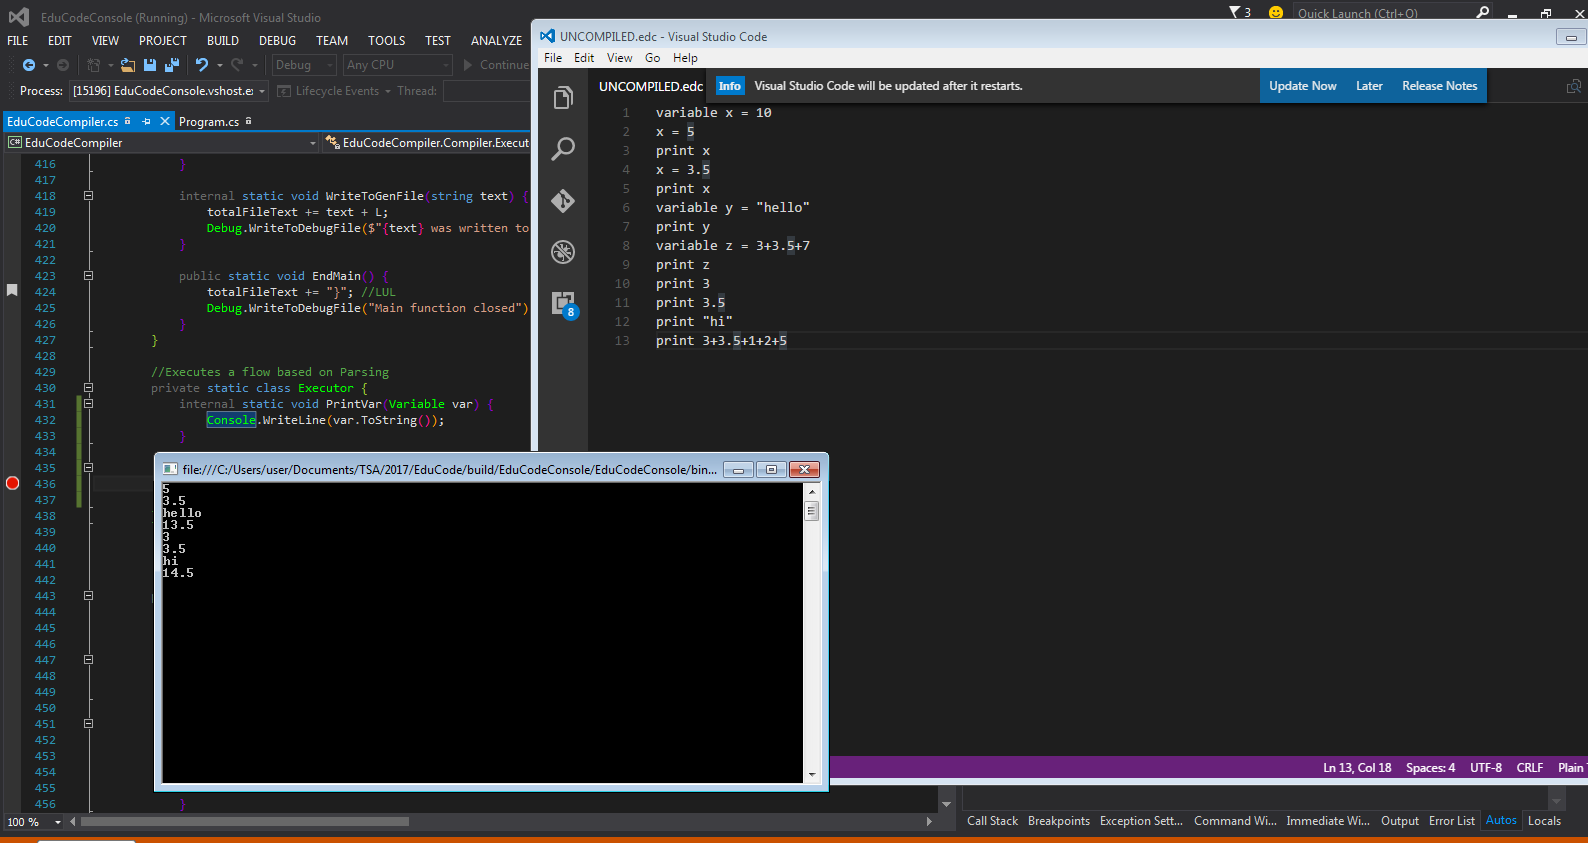 EduCodeConsole (Running) - Microsoft Visual Studio
3
Quick Launch (Ctrl+Q)
FILE EDIT VIEW PROJECT BUILD DEBUG TEAM TOOLS TEST ANALYZE
Debug Any CPU Continue
Process: [15196] EduCodeConsole.vshost.e Lifecycle Events Thread:
EduCodeCompiler.cs Program.cs
C# EduCodeCompiler EduCodeCompiler.Compiler.Execut
416 }
417
418 internal static void WriteToGenFile(string text) {
419 totalFileText += text + L;
420 Debug.WriteToDebugFile($"{text} was written to
421 }
422
423 public static void EndMain() {
424 totalFileText += "}"; //LUL
425 Debug.WriteToDebugFile("Main function closed")
426 }
427 }
428
429 //Executes a flow based on Parsing
430 private static class Executor {
431 internal static void PrintVar(Variable var) {
432 Console.WriteLine(var.ToString());
433 }
434
435
436
437
438
439
440
441
442
443
444
445
446
447
448
449
450
451
452
453
454
455
456 }
100 %
UNCOMPILED.edc - Visual Studio Code
File Edit View Go Help
UNCOMPILED.edc
Info Visual Studio Code will be updated after it restarts. Update Now Later Release Notes
1 variable x = 10
2 x = 5
3 print x
4 x = 3.5
5 print x
6 variable y = "hello"
7 print y
8 variable z = 3+3.5+7
9 print z
10 print 3
11 print 3.5
12 print "hi"
13 print 3+3.5+1+2+5
8
file:///C:/Users/user/Documents/TSA/2017/EduCode/build/EduCodeConsole/EduCodeConsole/bin...
5
3.5
hello
13.5
3
3.5
hi
14.5
Ln 13, Col 18 Spaces: 4 UTF-8 CRLF Plain
Call Stack Breakpoints Exception Sett... Command Wi... Immediate Wi... Output Error List Autos Locals